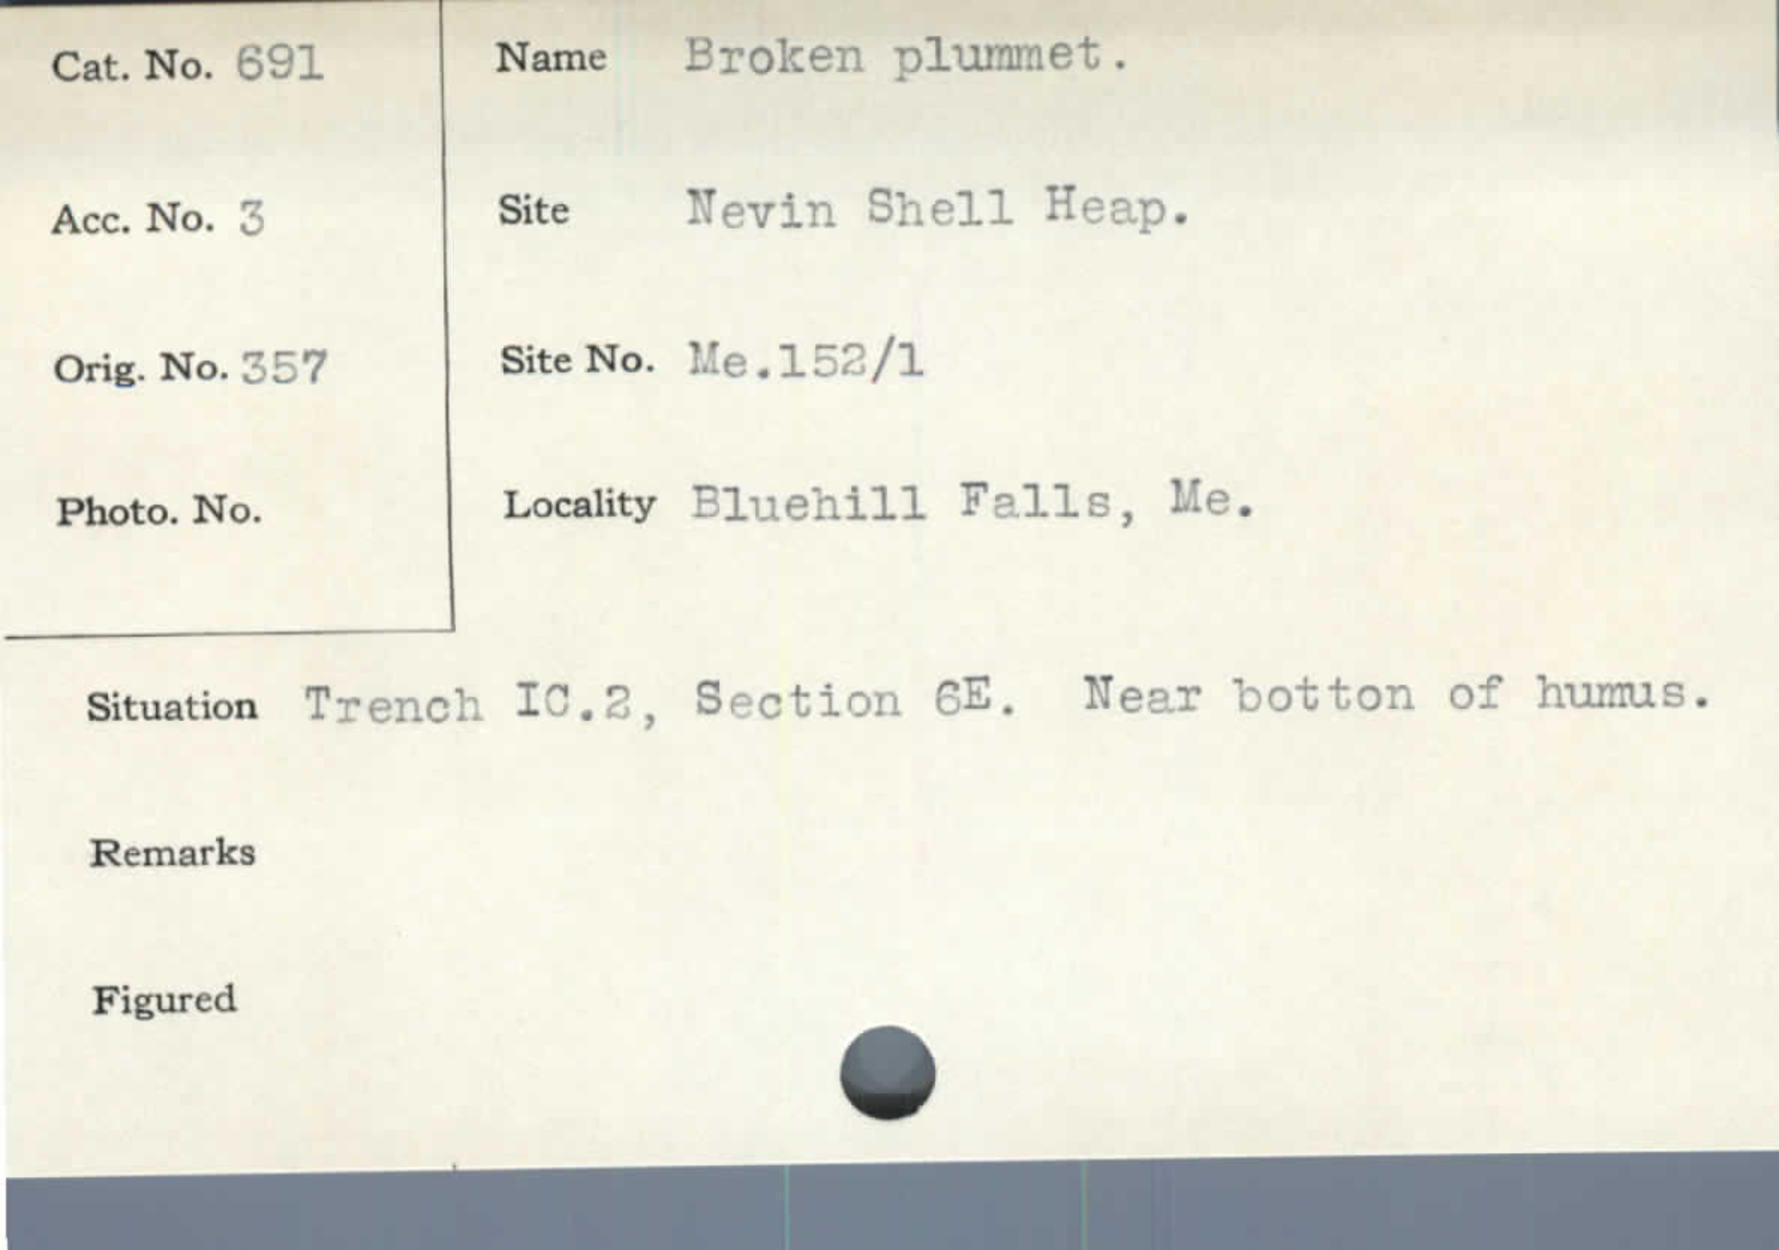 Cat. No. 691
Name Broken plummet.
Acc. No. 3
Site Nevin Shell Heap.
Orig. No. 357
Site No. Me.152/1
Photo. No.
Locality Bluehill Falls, Me.
Situation Trench IC.2, Section 6E. Near botton of humus.
Remarks
Figured